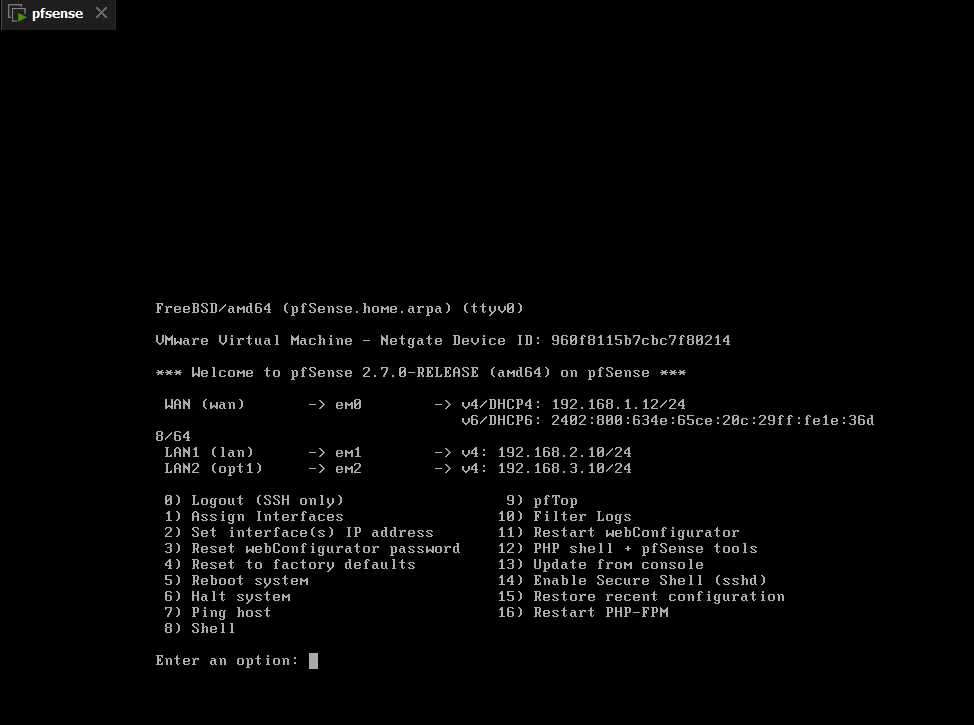 pfsense
FreeBSD/amd64 (pfSense.home.arpa) (ttyv0)
VMware Virtual Machine - Netgate Device ID: 960f8115b7cbc7f80214
*** Welcome to pfSense 2.7.0-RELEASE (amd64) on pfSense ***
WAN (wan)       -> em0        -> v4/DHCP4: 192.168.1.12/24
v6/DHCP6: 2402:800:634e:65ce:20c:29ff:fe1e:36d
8/64
LAN1 (lan)      -> em1        -> v4: 192.168.2.10/24
LAN2 (opt1)     -> em2        -> v4: 192.168.3.10/24
0) Logout (SSH only)                  9) pfTop
1) Assign Interfaces                 10) Filter Logs
2) Set interface(s) IP address       11) Restart webConfigurator
3) Reset webConfigurator password    12) PHP shell + pfSense tools
4) Reset to factory defaults         13) Update from console
5) Reboot system                     14) Enable Secure Shell (sshd)
6) Halt system                       15) Restore recent configuration
7) Ping host                         16) Restart PHP-FPM
8) Shell
Enter an option: